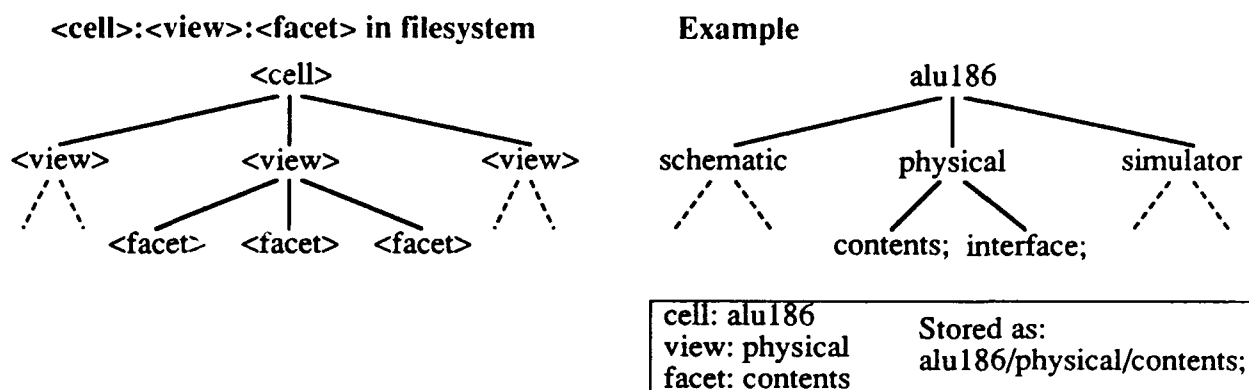 <cell>:<view>:<facet> in filesystem
<cell>
<view> <view> <view>
<facet> <facet> <facet>
Example
alu186
schematic physical simulator
contents; interface;
cell: alu186
view: physical
facet: contents
Stored as:
alu186/physical/contents;